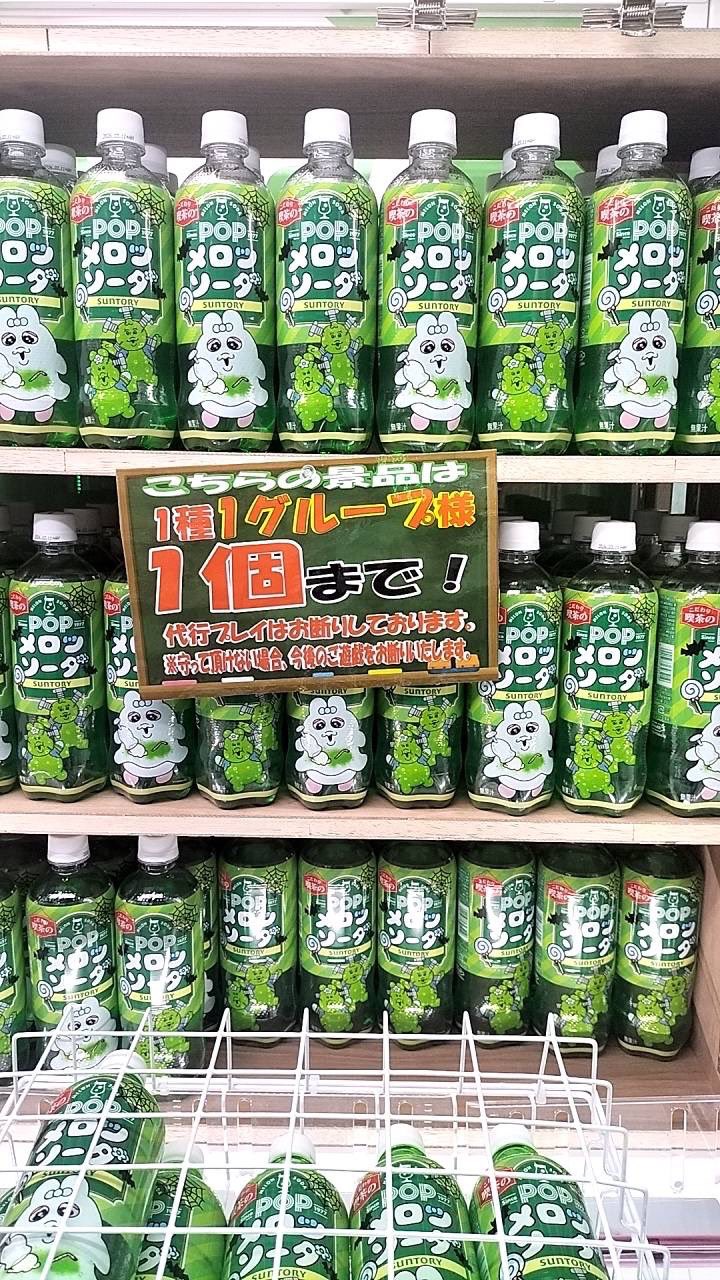 こだわり
喫茶の
MELON SODA
POP
Since 1977
メロン
ソーダ
SUNTORY
無果汁
こちらの景品は
1種1グループ様
1個まで！
代行プレイはお断りしております。
※守って頂けない場合、今後のご遊戯をお断りいたします。